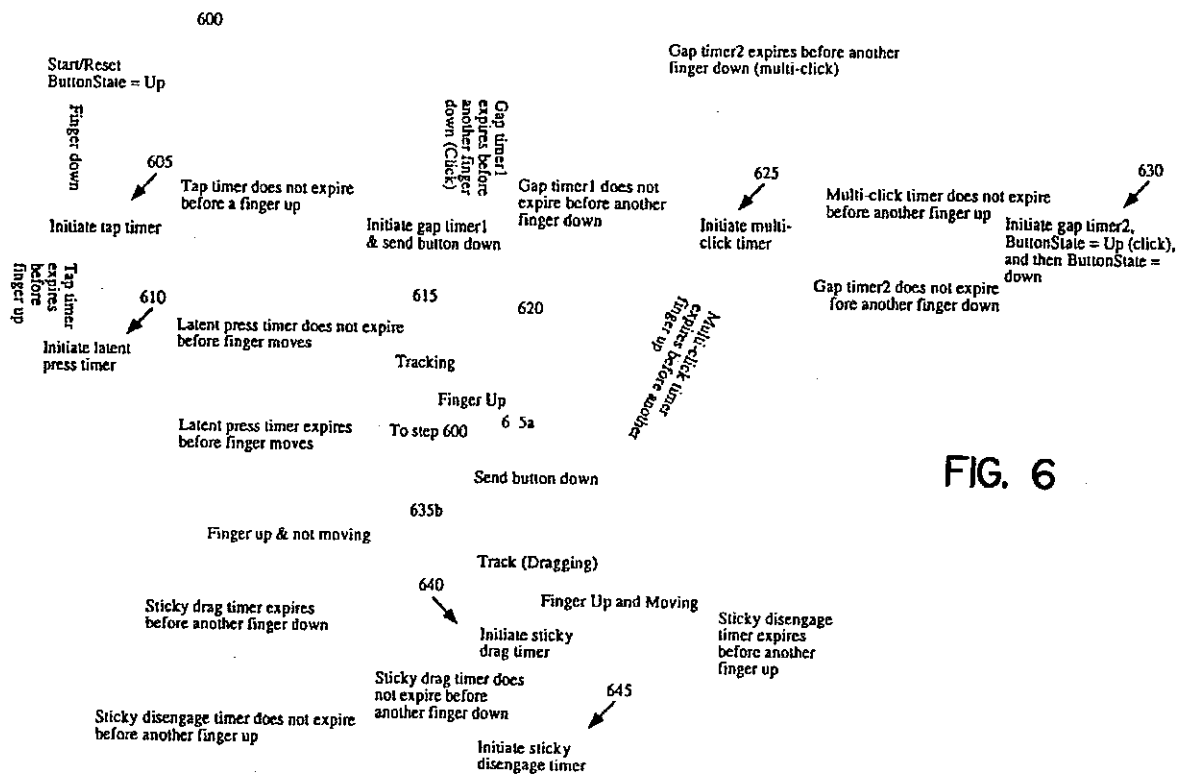 600
Start/Reset
ButtonState = Up
Gap timer2 expires before another
finger down (multi-click)
Finger down
Gap timer1
expires before
another finger
down (Click)
605
Tap timer does not expire
before a finger up
Gap timer1 does not
expire before another
finger down
625
Multi-click timer does not expire
before another finger up
630
Initiate tap timer
Initiate gap timer1
& send button down
Initiate multi-
click timer
Initiate gap timer2,
ButtonState = Up (click),
and then ButtonState =
down
Tap timer
expires
before
finger up
610
615
620
Gap timer2 does not expire
fore another finger down
Latent press timer does not expire
before finger moves
Initiate latent
press timer
Tracking
Multi-click timer
expires before another
finger up
Finger Up
Latent press timer expires
before finger moves
To step 600
6 5a
Send button down
FIG. 6
635b
Finger up & not moving
Track (Dragging)
640
Finger Up and Moving
Sticky drag timer expires
before another finger down
Initiate sticky
drag timer
Sticky disengage
timer expires
before another
finger up
Sticky drag timer does
not expire before
another finger down
645
Sticky disengage timer does not expire
before another finger up
Initiate sticky
disengage timer